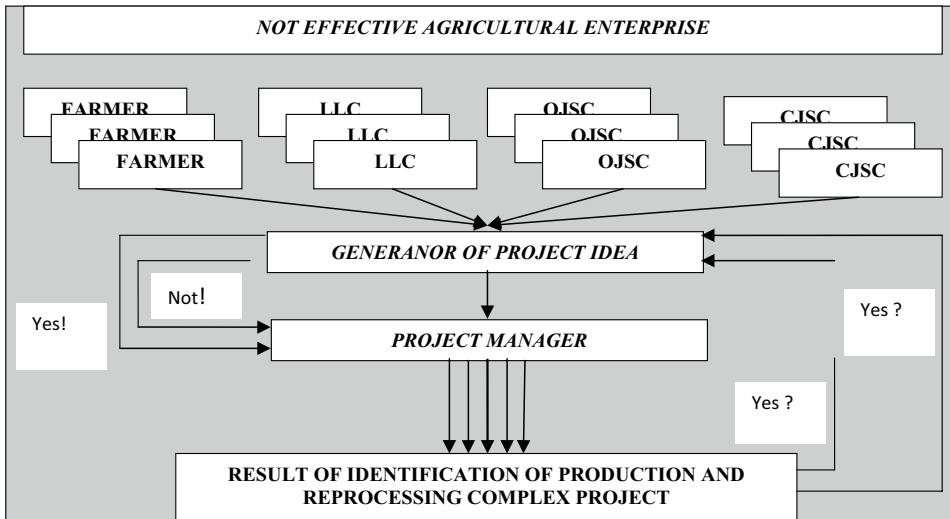 NOT EFFECTIVE AGRICULTURAL ENTERPRISE
FARMER
FARMER
FARMER
LLC
LLC
LLC
OJSC
OJSC
OJSC
CJSC
CJSC
CJSC
GENERANOR OF PROJECT IDEA
Not!
Yes!
Yes ?
PROJECT MANAGER
Yes ?
RESULT OF IDENTIFICATION OF PRODUCTION AND
REPROCESSING COMPLEX PROJECT